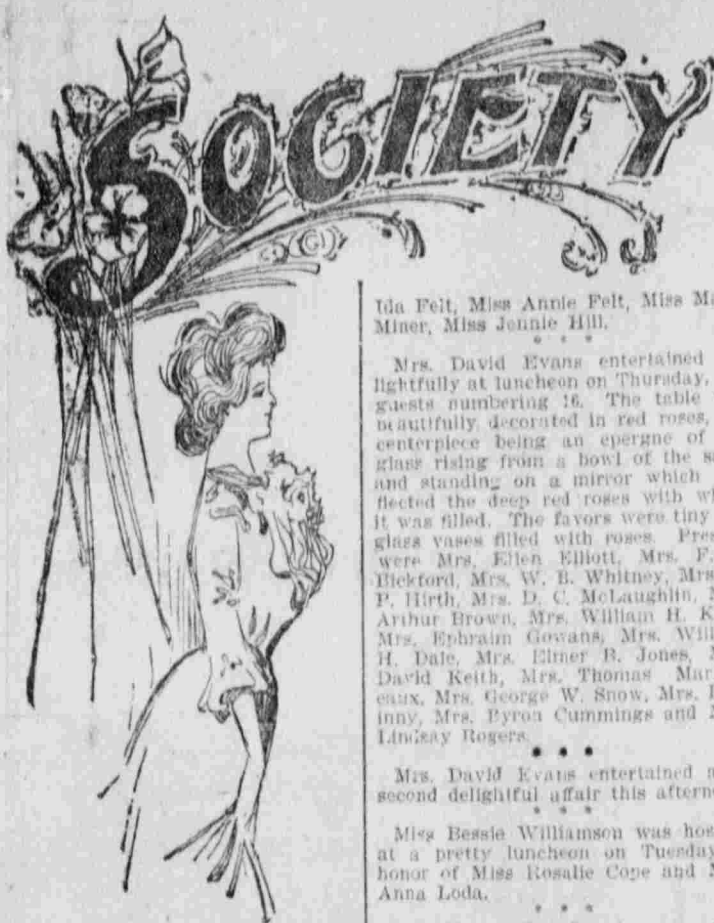 SOCIETY
Ida Felt, Miss Annie Felt, Miss M
Miner, Miss Jennie Hill.
* * *
Mrs. David Evans entertained
lightfully at luncheon on Thursday,
guests numbering 16. The table
beautifully decorated in red roses,
centerpiece being an epergne of
glass rising from a bowl of the s
and standing on a mirror which
flected the deep red roses with w
it was filled. The favors were tiny
glass vases filled with roses. Pres
were Mrs. Ellen Elliott, Mrs. F.
Bickford, Mrs. W. B. Whitney, Mrs.
P. Hirth, Mrs. D. C. McLaughlin, M
Arthur Brown, Mrs. William H. K
Mrs. Ephraim Gowans, Mrs. Will
H. Dale, Mrs. Elmer B. Jones, M
David Keith, Mrs. Thomas Mar
eaux, Mrs. George W. Snow, Mrs.
inny, Mrs. Byron Cummings and M
Lindsay Rogers.
* * *
Mrs. David Evans entertained a
second delightful affair this aftern
* * *
Miss Bessie Williamson was hos
at a pretty luncheon on Tuesday
honor of Miss Rosalie Cope and M
Anna Loda.
* * *